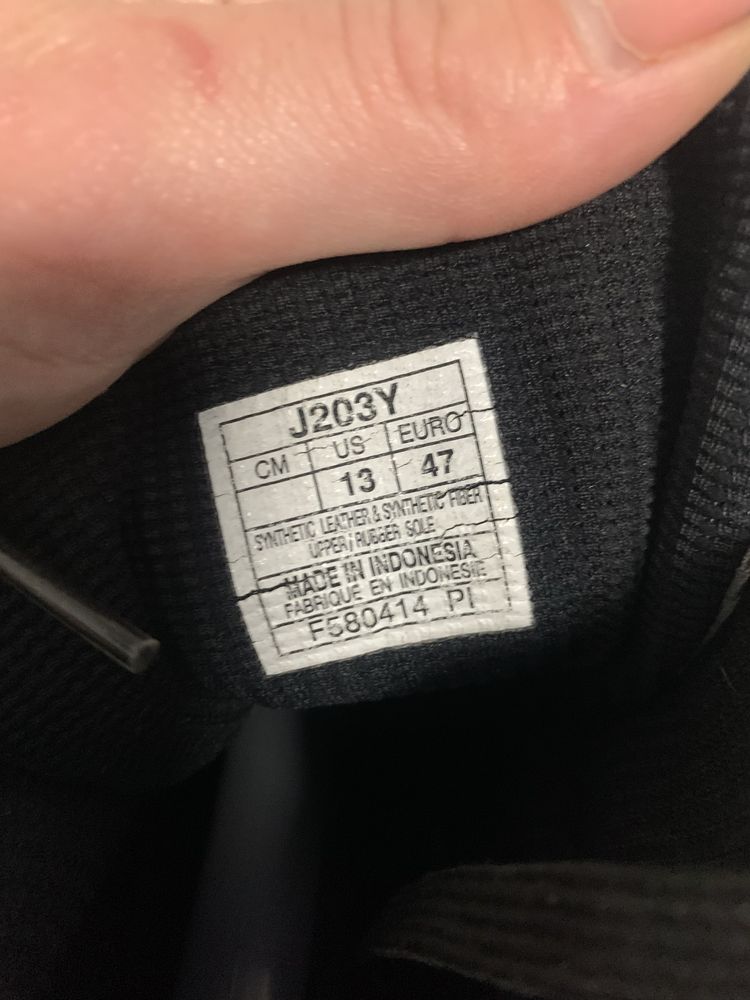 J203Y
CM US EURO
13 47
SYNTHETIC LEATHER & SYNTHETIC FIBER
UPPER / RUBBER SOLE
MADE IN INDONESIA
FABRIQUE EN INDONESIE
F580414 PI